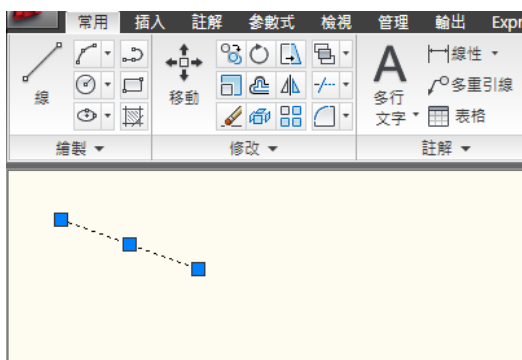 常用 插入 註解 參數式 檢視 管理 輸出 Expr
線
移動
A
多行
文字
線性
多重引線
表格
繪製 修改 註解